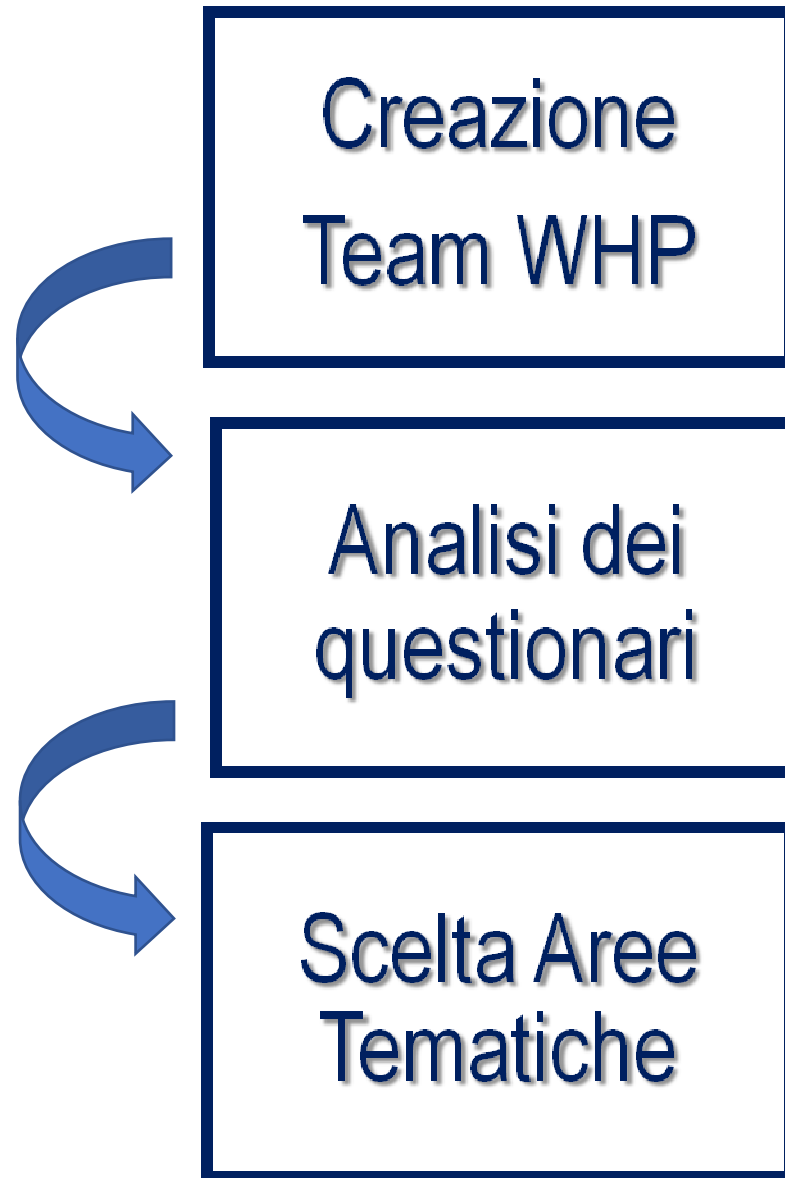 Creazione
Team WHP
Analisi dei
questionari
Scelta Aree
Tematiche